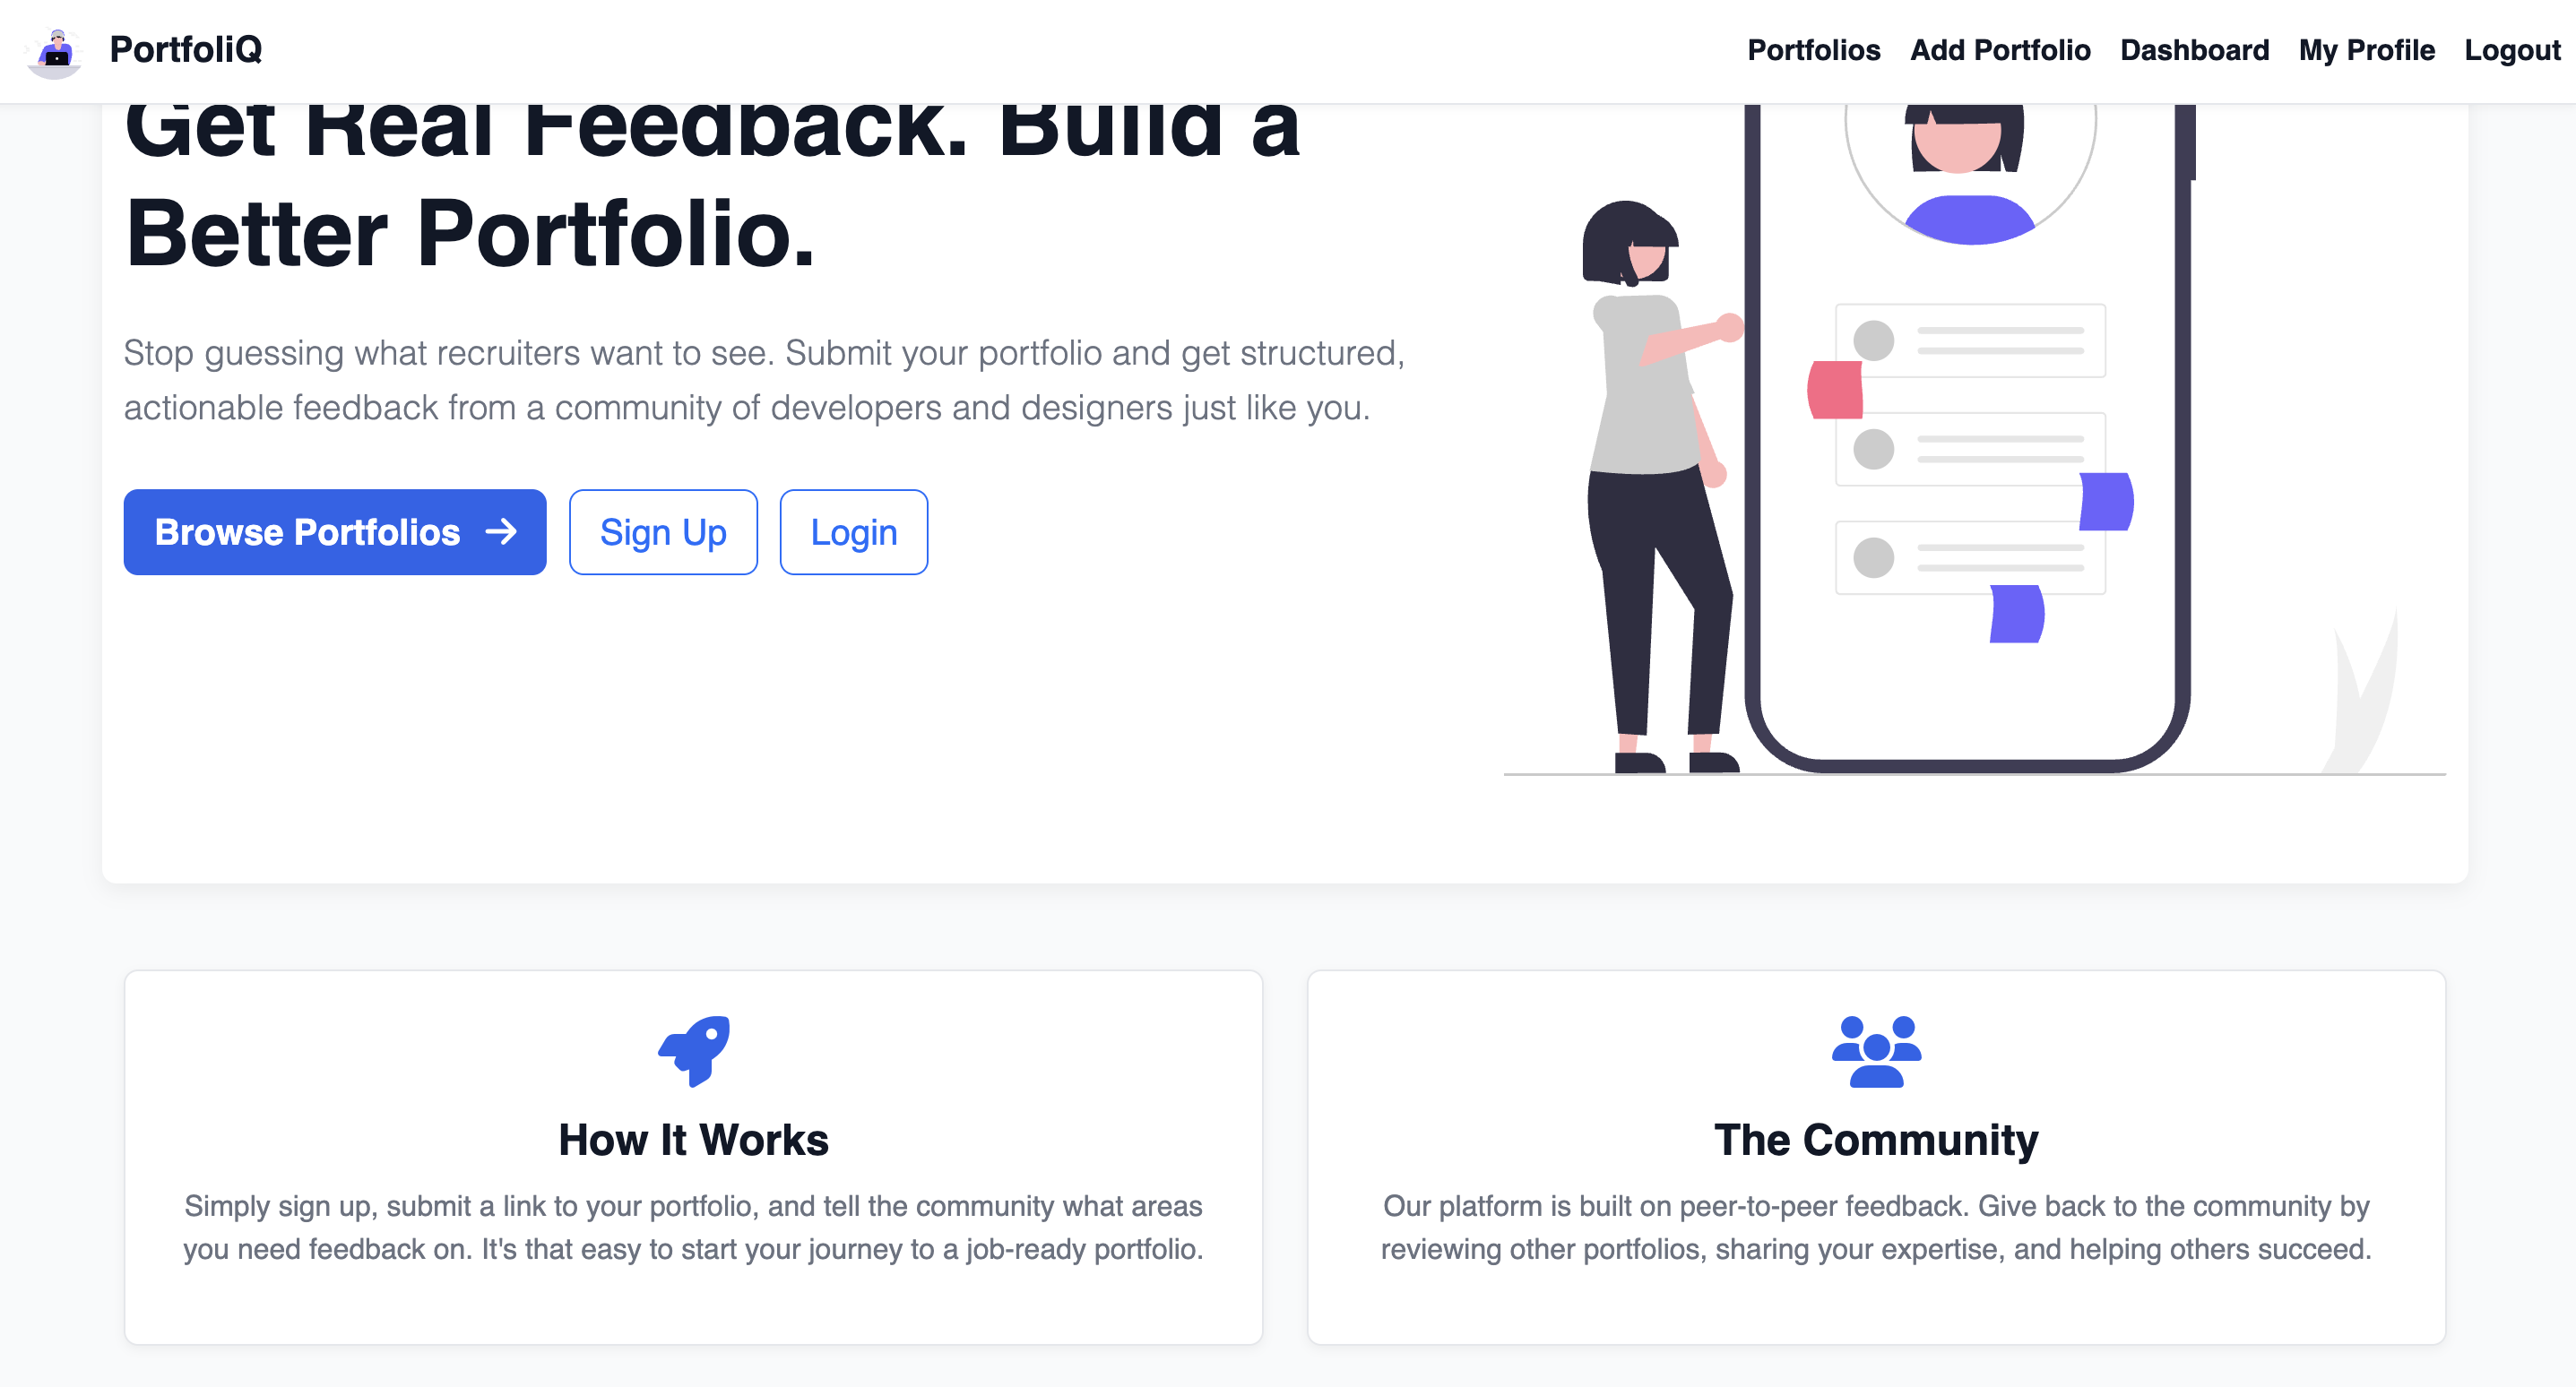 PortfoliQ
Portfolios Add Portfolio Dashboard My Profile Logout
Get Real Feedback. Build a
Better Portfolio.
Stop guessing what recruiters want to see. Submit your portfolio and get structured,
actionable feedback from a community of developers and designers just like you.
Browse Portfolios → Sign Up Login
How It Works
Simply sign up, submit a link to your portfolio, and tell the community what areas
you need feedback on. It's that easy to start your journey to a job-ready portfolio.
The Community
Our platform is built on peer-to-peer feedback. Give back to the community by
reviewing other portfolios, sharing your expertise, and helping others succeed.